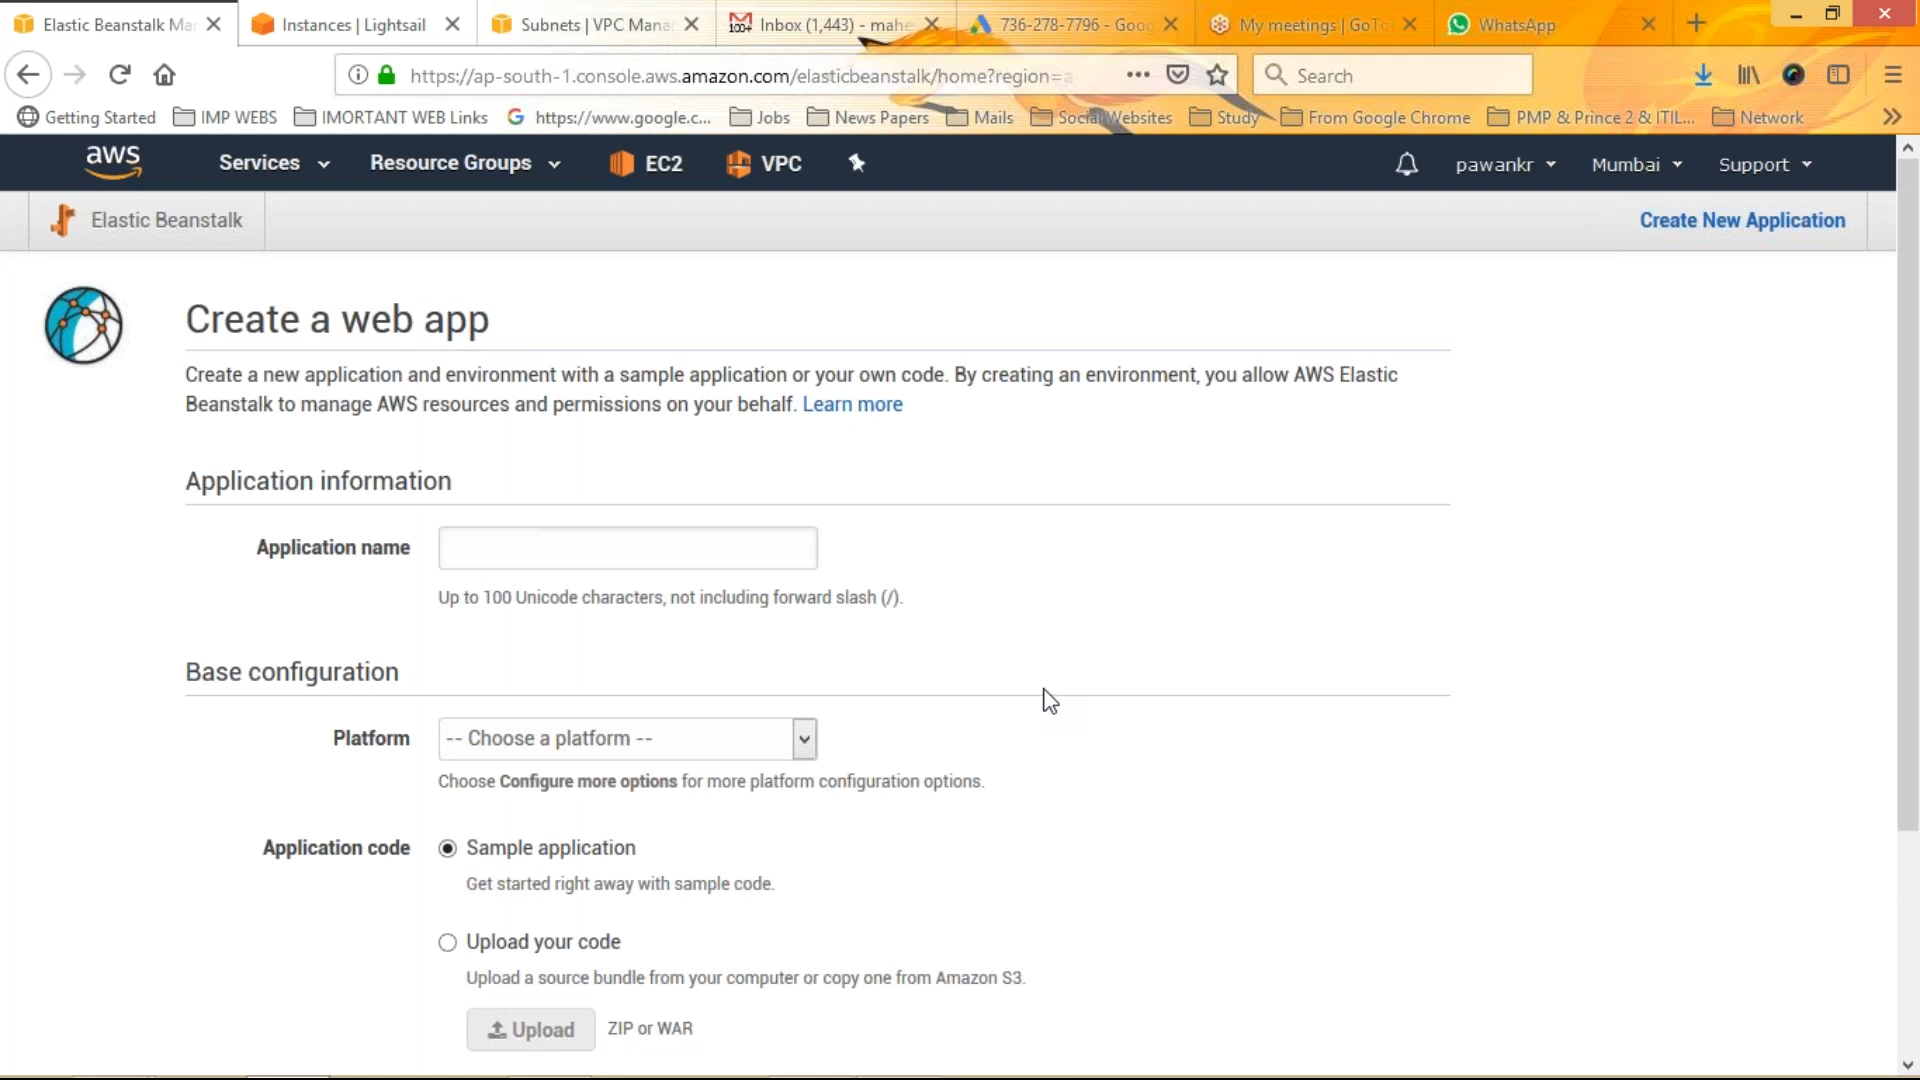 Elastic Beanstalk Ma
Instances | Lightsail
Subnets | VPC Mana
100+
Inbox (1,443) - mahe
736-278-7796 - Goog
My meetings | GoTo
WhatsApp
https://ap-south-1.console.aws.amazon.com/elasticbeanstalk/home?region=a
Search
Getting Started
IMP WEBS
IMORTANT WEB Links
https://www.google.c...
Jobs
News Papers
Mails
Social Websites
Study
From Google Chrome
PMP & Prince 2 & ITIL...
Network
aws
Services
Resource Groups
EC2
VPC
pawankr
Mumbai
Support
Elastic Beanstalk
Create New Application
Create a web app
Create a new application and environment with a sample application or your own code. By creating an environment, you allow AWS Elastic
Beanstalk to manage AWS resources and permissions on your behalf. Learn more
Application information
Application name
Up to 100 Unicode characters, not including forward slash (/).
Base configuration
Platform
-- Choose a platform --
Choose Configure more options for more platform configuration options.
Application code
Sample application
Get started right away with sample code.
Upload your code
Upload a source bundle from your computer or copy one from Amazon S3.
Upload
ZIP or WAR